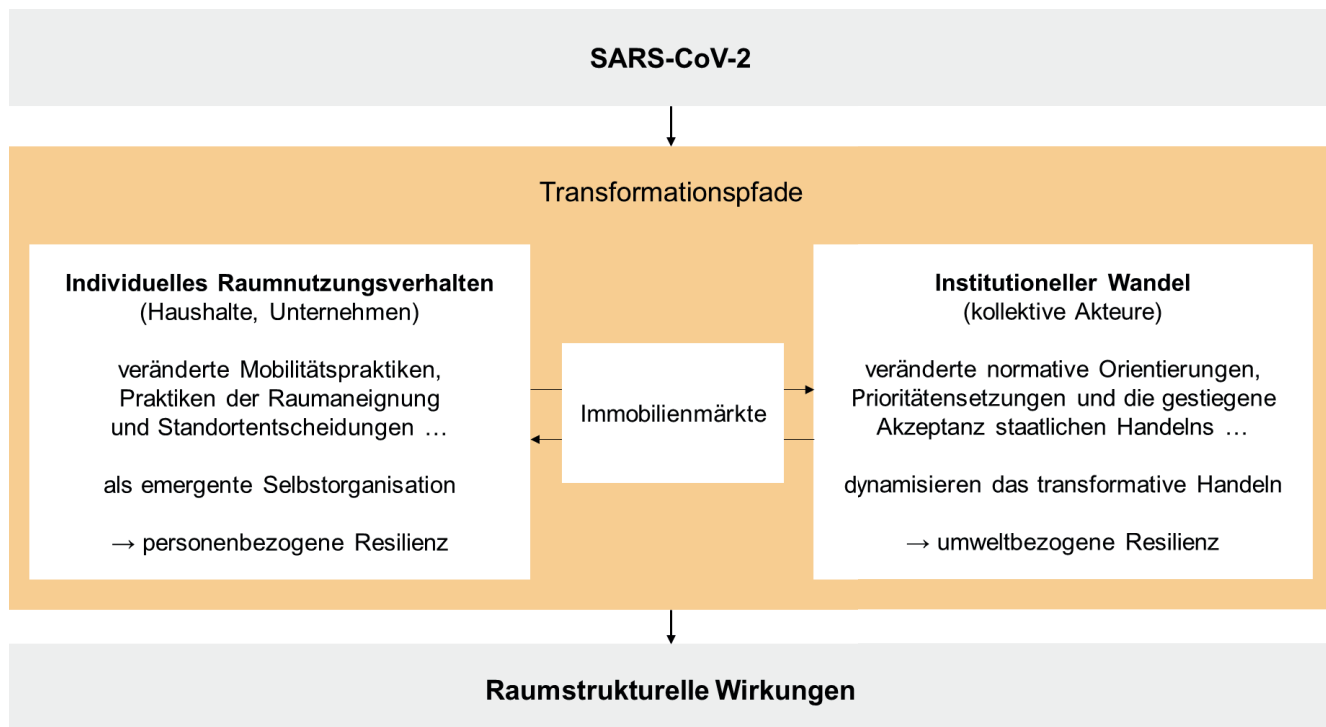 SARS-CoV-2
Transformationspfade
Individuelles Raumnutzungsverhalten
(Haushalte, Unternehmen)
veränderte Mobilitätspraktiken,
Praktiken der Raumaneignung
und Standortentscheidungen …
als emergente Selbstorganisation
→ personenbezogene Resilienz
Immobilienmärkte
Institutioneller Wandel
(kollektive Akteure)
veränderte normative Orientierungen,
Prioritätensetzungen und die gestiegene
Akzeptanz staatlichen Handelns …
dynamisieren das transformative Handeln
→ umweltbezogene Resilienz
Raumstrukturelle Wirkungen